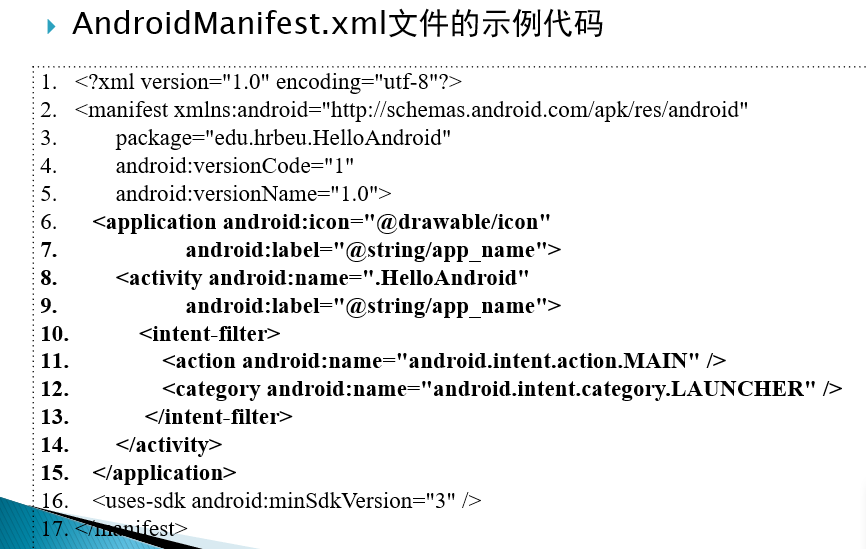 AndroidManifest.xml文件的示例代码
1. <?xml version="1.0" encoding="utf-8"?>
2. <manifest xmlns:android="http://schemas.android.com/apk/res/android"
3. package="edu.hrbeu.HelloAndroid"
4. android:versionCode="1"
5. android:versionName="1.0">
6. <application android:icon="@drawable/icon"
7. android:label="@string/app_name">
8. <activity android:name=".HelloAndroid"
9. android:label="@string/app_name">
10. <intent-filter>
11. <action android:name="android.intent.action.MAIN" />
12. <category android:name="android.intent.category.LAUNCHER" />
13. </intent-filter>
14. </activity>
15. </application>
16. <uses-sdk android:minSdkVersion="3" />
17. </manifest>